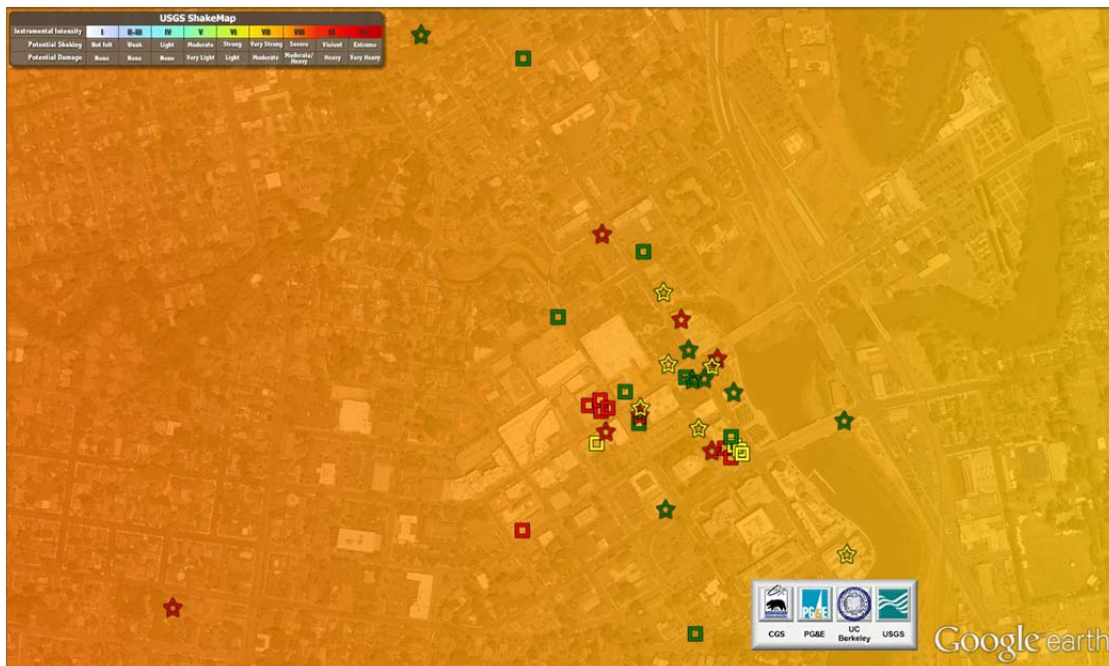 USGS ShakeMap
Instrumental Intensity I II-III IV V VI VII VIII IX
Potential Shaking Not felt Weak Light Moderate Strong Very Strong Severe Violent Extreme
Potential Damage None None None Very Light Light Moderate Moderate/ Heavy Heavy Very Heavy
CGS PG&E UC Berkeley USGS
Google earth